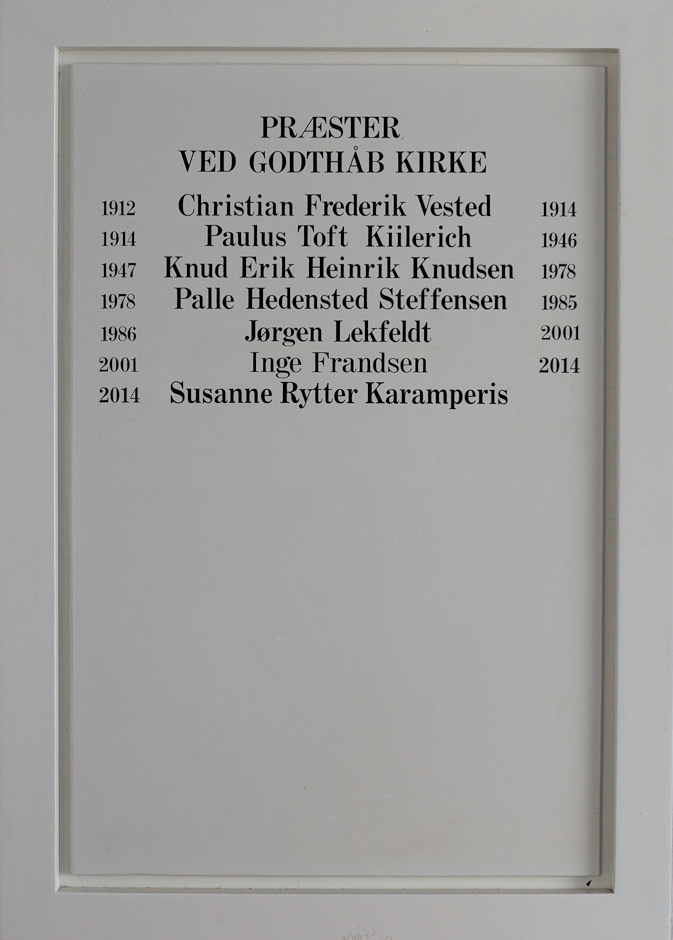 PRÆSTER
VED GODTHÅB KIRKE
1912 Christian Frederik Vested 1914
1914 Paulus Toft Kiilerich 1946
1947 Knud Erik Heinrik Knudsen 1978
1978 Palle Hedensted Steffensen 1985
1986 Jørgen Lekfeldt 2001
2001 Inge Frandsen 2014
2014 Susanne Rytter Karamperis